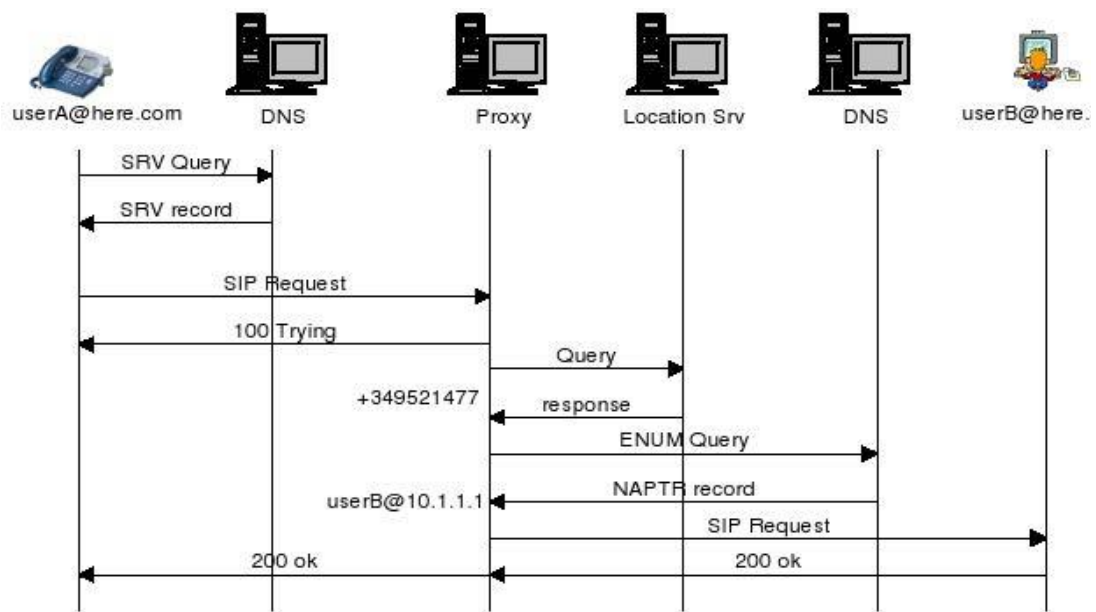 userA@here.com
DNS
Proxy
Location Srv
DNS
userB@here.
SRV Query
SRV record
SIP Request
100 Trying
Query
+349521477
response
ENUM Query
NAPTR record
userB@10.1.1.1
SIP Request
200 ok
200 ok